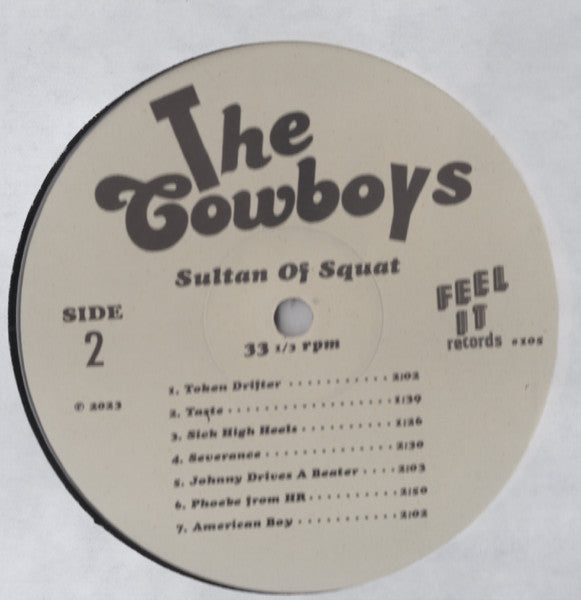 The
Cowboys
Sultan Of Squat
SIDE
2
FEEL
IT
records #105
33 1/3 rpm
© 2023
1. Token Drifter ........... 2:02
2. Taste .................. 1:39
3. Sick High Heels .......... 1:26
4. Severance .............. 2:30
5. Johnny Drives A Beater .... 2:03
6. Phoebe from HR .......... 2:50
7. American Boy ........... 2:02